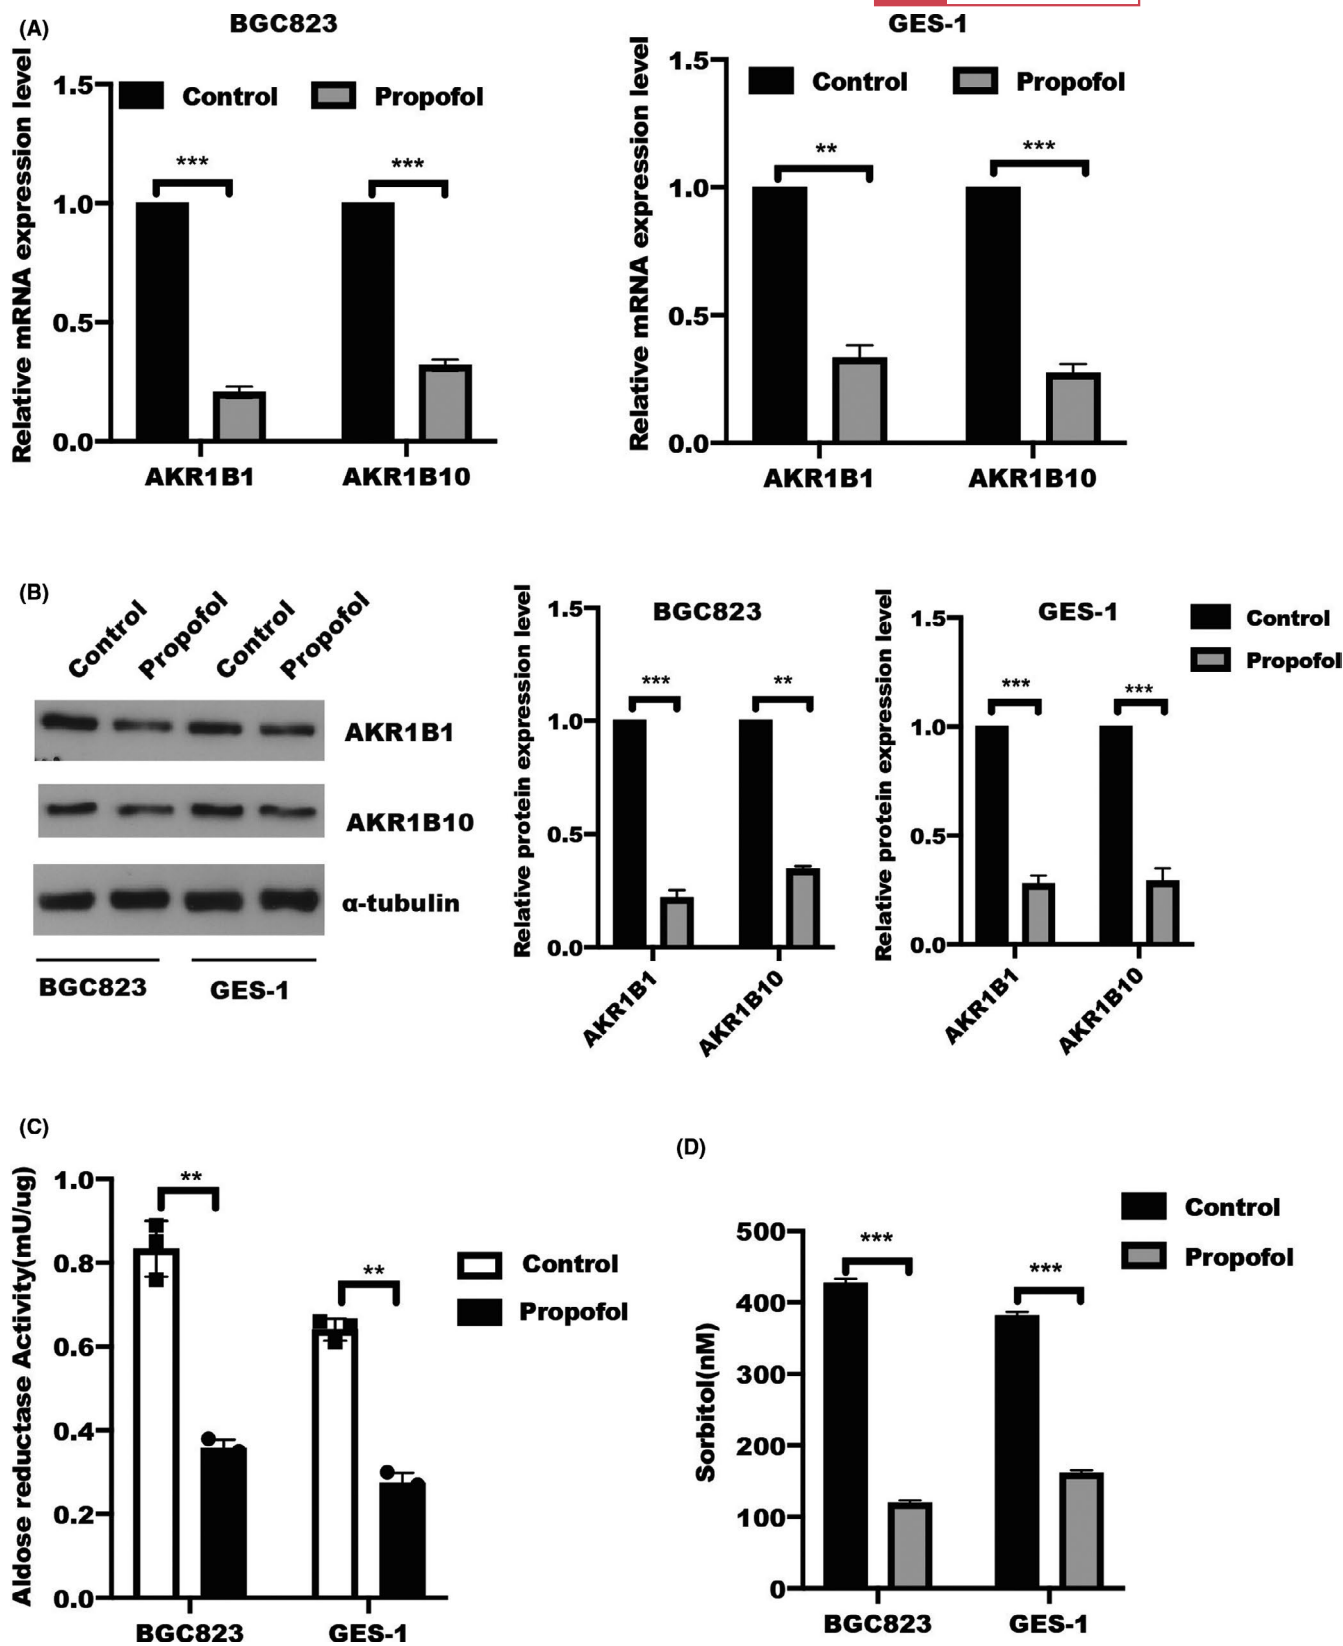 (A)
BGC823
Relative mRNA expression level
1.5
1.0
0.5
0.0
Control
Propofol
***
***
AKR1B1
AKR1B10
GES-1
Relative mRNA expression level
1.5
1.0
0.5
0.0
Control
Propofol
**
***
AKR1B1
AKR1B10
(B)
Control
Propofol
Control
Propofol
AKR1B1
AKR1B10
α-tubulin
BGC823
GES-1
BGC823
Relative protein expression level
1.5
1.0
0.5
0.0
***
**
AKR1B1
AKR1B10
GES-1
Relative protein expression level
1.5
1.0
0.5
0.0
***
***
AKR1B1
AKR1B10
Control
Propofol
(C)
Aldose reductase Activity(mU/ug)
1.0
0.8
0.6
0.4
0.2
0.0
**
**
Control
Propofol
BGC823
GES-1
(D)
Sorbitol(nM)
500
400
300
200
100
0
***
***
Control
Propofol
BGC823
GES-1